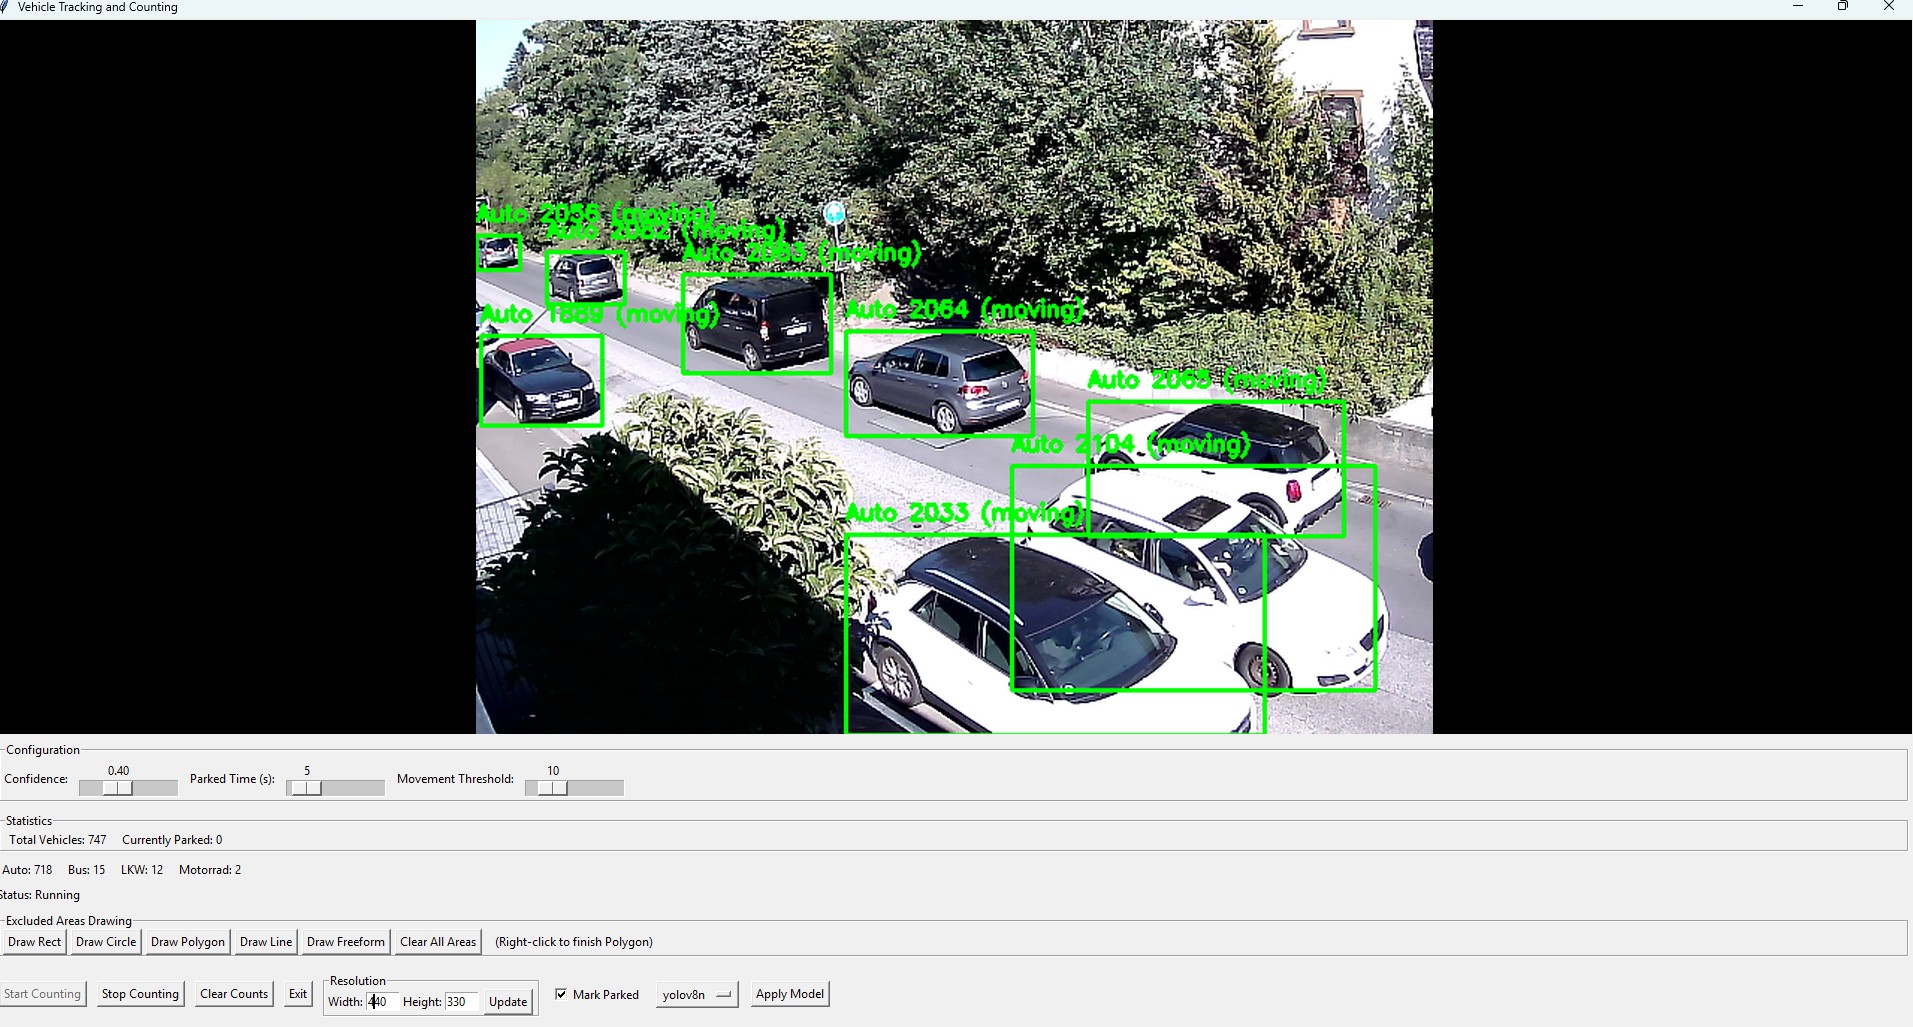 Vehicle Tracking and Counting
Auto 2056 (moving)
Auto 2082 (moving)
Auto 2063 (moving)
Auto 1889 (moving)
Auto 2064 (moving)
Auto 2065 (moving)
Auto 2104 (moving)
Auto 2033 (moving)
Configuration
Confidence: 0.40 Parked Time (s): 5 Movement Threshold: 10
Statistics
Total Vehicles: 747 Currently Parked: 0
Auto: 718 Bus: 15 LKW: 12 Motorrad: 2
Status: Running
Excluded Areas Drawing
Draw Rect Draw Circle Draw Polygon Draw Line Draw Freeform Clear All Areas (Right-click to finish Polygon)
Resolution
Start Counting Stop Counting Clear Counts Exit Width: 440 Height: 330 Update Mark Parked yolov8n Apply Model